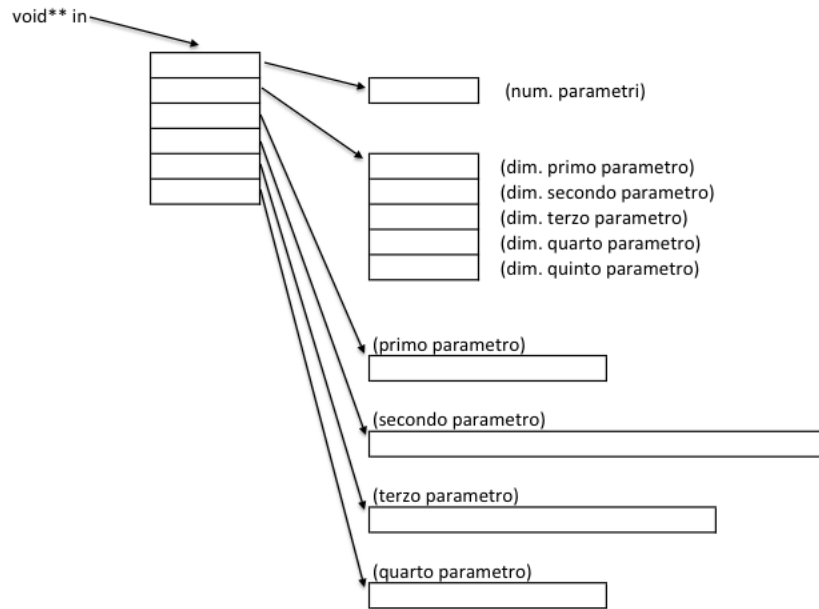 void** in
(num. parametri)
(dim. primo parametro)
(dim. secondo parametro)
(dim. terzo parametro)
(dim. quarto parametro)
(dim. quinto parametro)
(primo parametro)
(secondo parametro)
(terzo parametro)
(quarto parametro)